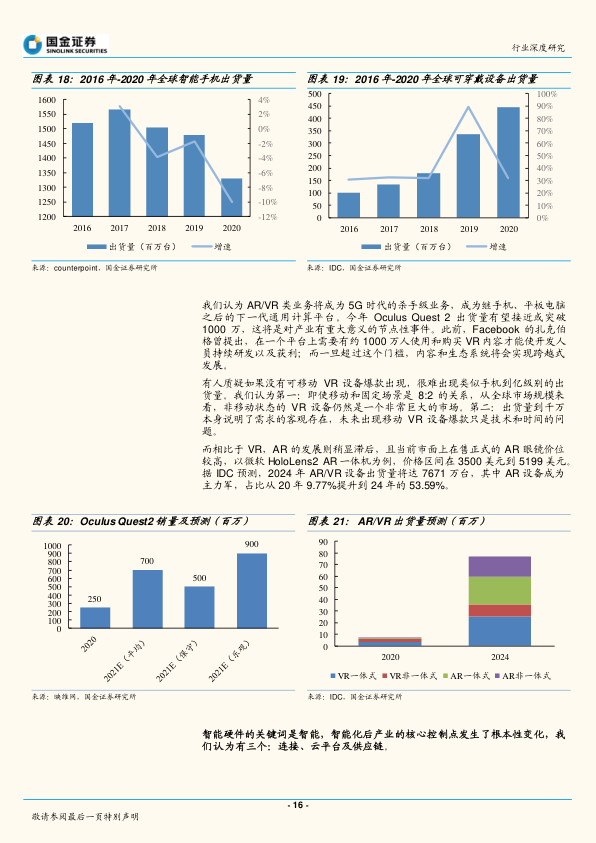 国金证券
SINOLINK SECURITIES
行业深度研究
图表 18：2016 年-2020 年全球智能手机出货量
图表 19：2016 年-2020 年全球可穿戴设备出货量
1600
1550
1500
1450
1400
1350
1300
1250
1200
4%
2%
0%
-2%
-4%
-6%
-8%
-10%
-12%
2016 2017 2018 2019 2020
出货量（百万台） 增速
500
450
400
350
300
250
200
150
100
50
0
100%
90%
80%
70%
60%
50%
40%
30%
20%
10%
0%
2016 2017 2018 2019 2020
出货量（百万台） 增速
来源：counterpoint，国金证券研究所
来源：IDC，国金证券研究所
我们认为 AR/VR 类业务将成为 5G 时代的杀手级业务，成为继手机、平板电脑
之后的下一代通用计算平台。今年 Oculus Quest 2 出货量有望接近或突破
1000 万，这将是对产业有重大意义的节点性事件。此前，Facebook 的扎克伯
格曾提出，在一个平台上需要有约 1000 万人使用和购买 VR 内容才能使开发人
员持续研发以及获利；而一旦超过这个门槛，内容和生态系统将会实现跨越式
发展。
有人质疑如果没有可移动 VR 设备爆款出现，很难出现类似手机到亿级别的出
货量。我们认为第一：即使移动和固定场景是 8:2 的关系，从全球市场规模来
看，非移动状态的 VR 设备仍然是一个非常巨大的市场。第二：出货量到千万
本身说明了需求的客观存在，未来出现移动 VR 设备爆款只是技术和时间的问
题。
而相比于 VR，AR 的发展则稍显滞后，且当前市面上在售正式的 AR 眼镜价位
较高，以微软 HoloLens2 AR 一体机为例，价格区间在 3500 美元到 5199 美元。
据 IDC 预测，2024 年 AR/VR 设备出货量将达 7671 万台，其中 AR 设备成为
主力军，占比从 20 年 9.77%提升到 24 年的 53.59%。
图表 20：Oculus Quest2 销量及预测（百万）
图表 21： AR/VR 出货量预测（百万）
1000
900
800
700
600
500
400
300
200
100
0
250
700
500
900
2020
2021E（平均）
2021E（保守）
2021E（乐观）
90
80
70
60
50
40
30
20
10
0
2020 2024
VR一体式 VR非一体式 AR一体式 AR非一体式
来源：映维网，国金证券研究所
来源：IDC，国金证券研究所
智能硬件的关键词是智能，智能化后产业的核心控制点发生了根本性变化，我
们认为有三个：连接、云平台及供应链。
- 16 -
敬请参阅最后一页特别声明